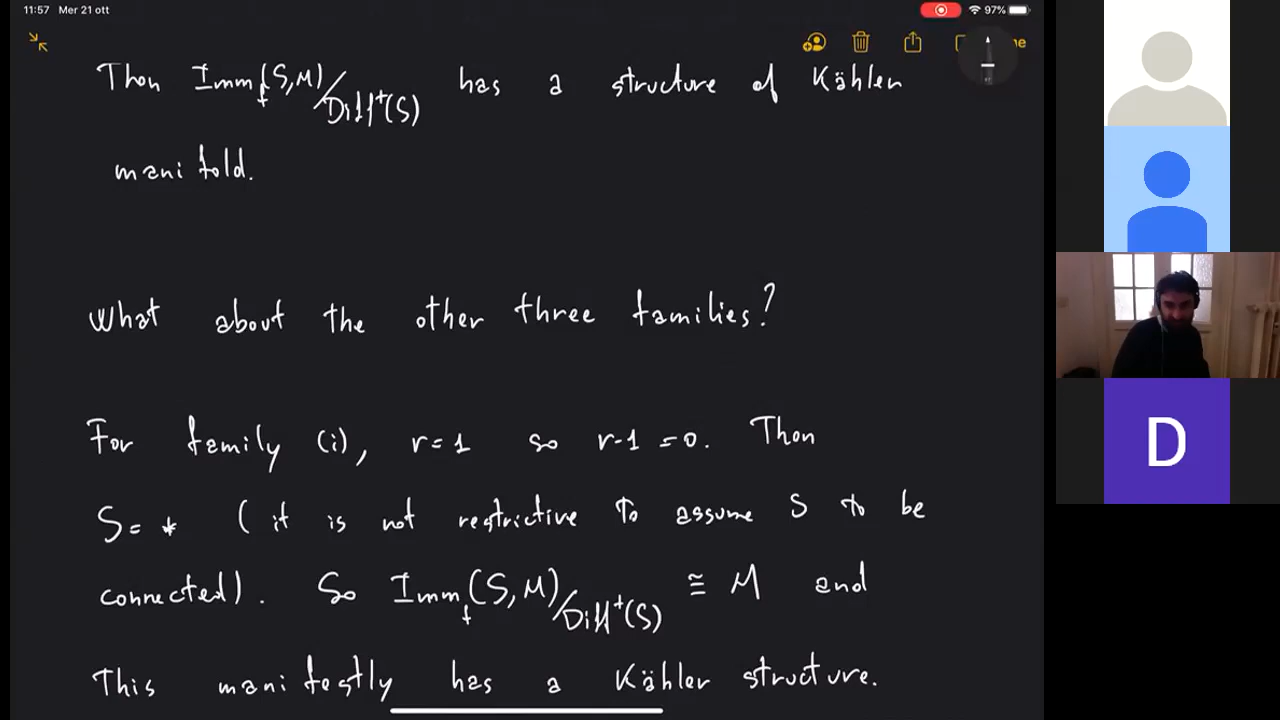 11:57 Mer 21 ott 97%
Then Imm_f(S,M)/Diff⁺(S) has a structure of Kähler
manifold.
What about the other three families?
For family (i), r=1 so r-1=0. Then
S=* (it is not restrictive to assume S to be
connected). So Imm_f(S,M)/Diff⁺(S) ≅ M and
This manifestly has a Kähler structure.
D